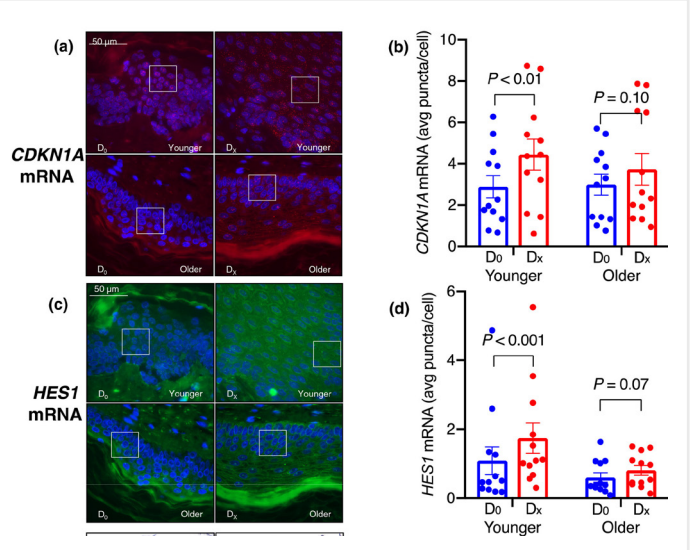 (a)
50 µm
D₀
Younger
Dₓ
Younger
CDKN1A
mRNA
D₀
Older
Dₓ
Older
(b)
CDKN1A mRNA (avg puncta/cell)
10
8
6
4
2
0
P < 0.01
P = 0.10
D₀
Dₓ
D₀
Dₓ
Younger
Older
(c)
50 µm
D₀
Younger
Dₓ
Younger
HES1
mRNA
D₀
Older
Dₓ
Older
(d)
HES1 mRNA (avg puncta/cell)
6
4
2
0
P < 0.001
P = 0.07
D₀
Dₓ
D₀
Dₓ
Younger
Older